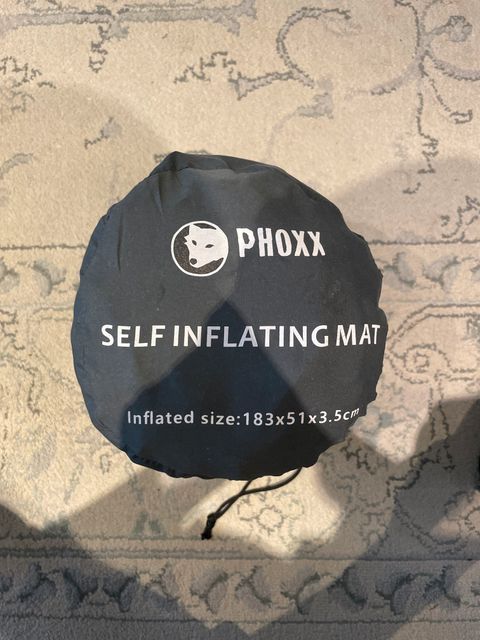 PHOXX
SELF INFLATING MAT
Inflated size:183x51x3.5cm